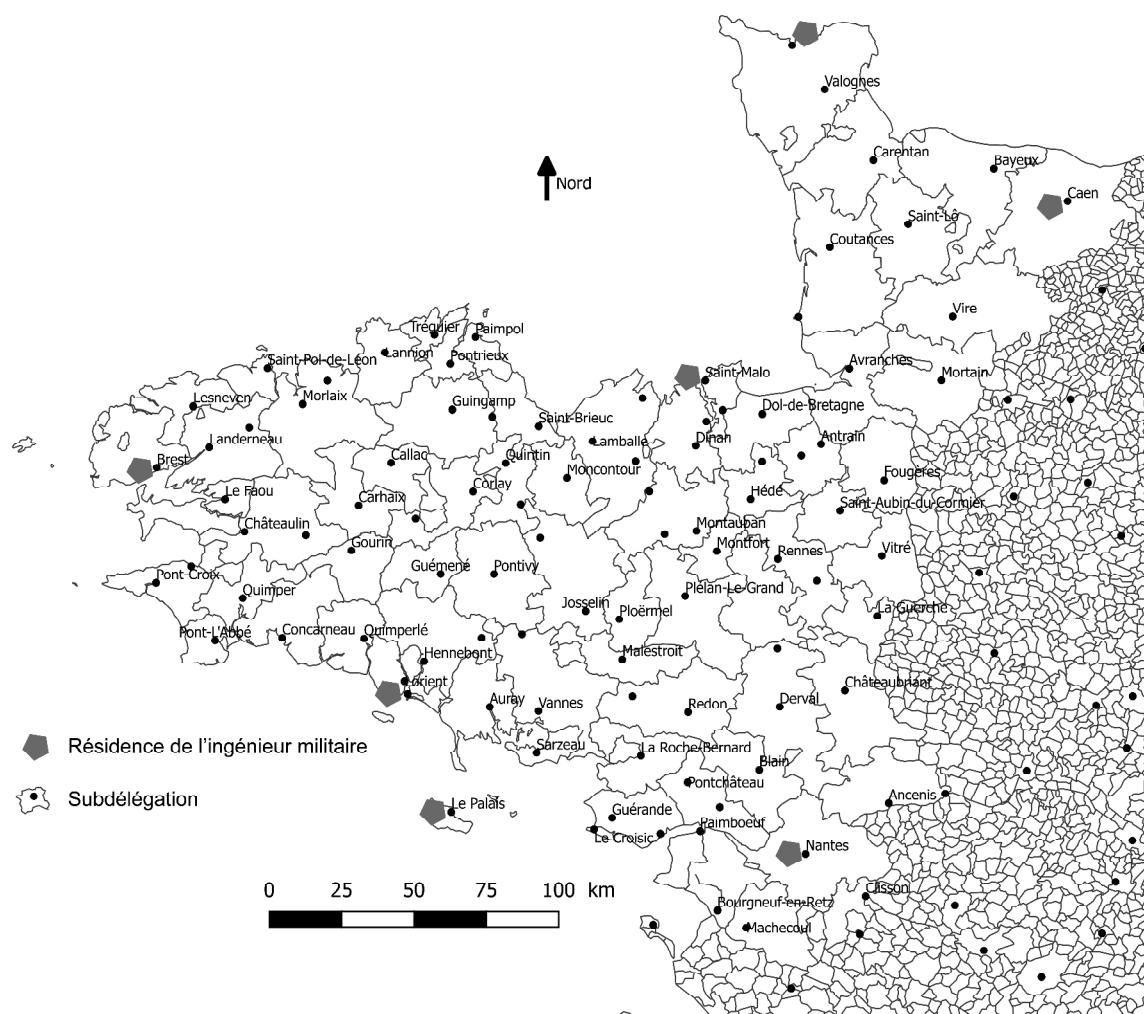 Valognes
Carentan
Bayeux
Caen
Nord
Saint-Lô
Coutances
Vire
Tréguier
Paimpol
Lannion
Pontrieux
Saint-Pol-de-Léon
Avranches
Saint-Malo
Mortain
Lesneven
Morlaix
Guingamp
Dol-de-Bretagne
Saint-Brieuc
Landerneau
Lamballe
Dinan
Antrain
Brest
Callac
Quintin
Moncontour
Fougères
Le Faou
Carhaix
Corlay
Hédé
Saint-Aubin-du-Cormier
Châteaulin
Montauban
Gourin
Montfort
Rennes
Vitré
Pont-Croix
Guémené
Pontivy
Quimper
Plélan-Le-Grand
Josselin
Ploërmel
La Guerche
Pont-L'Abbé
Concarneau
Quimperlé
Hennebont
Malestroit
Lorient
Châteaubriant
Auray
Vannes
Redon
Derval
Sarzeau
La Roche-Bernard
Résidence de l'ingénieur militaire
Blain
Pontchâteau
Subdélégation
Le Palais
Guérande
Ancenis
Paimboeuf
Le Croisic
Nantes
0 25 50 75 100 km
Clisson
Bourgneuf-en-Retz
Machecoul